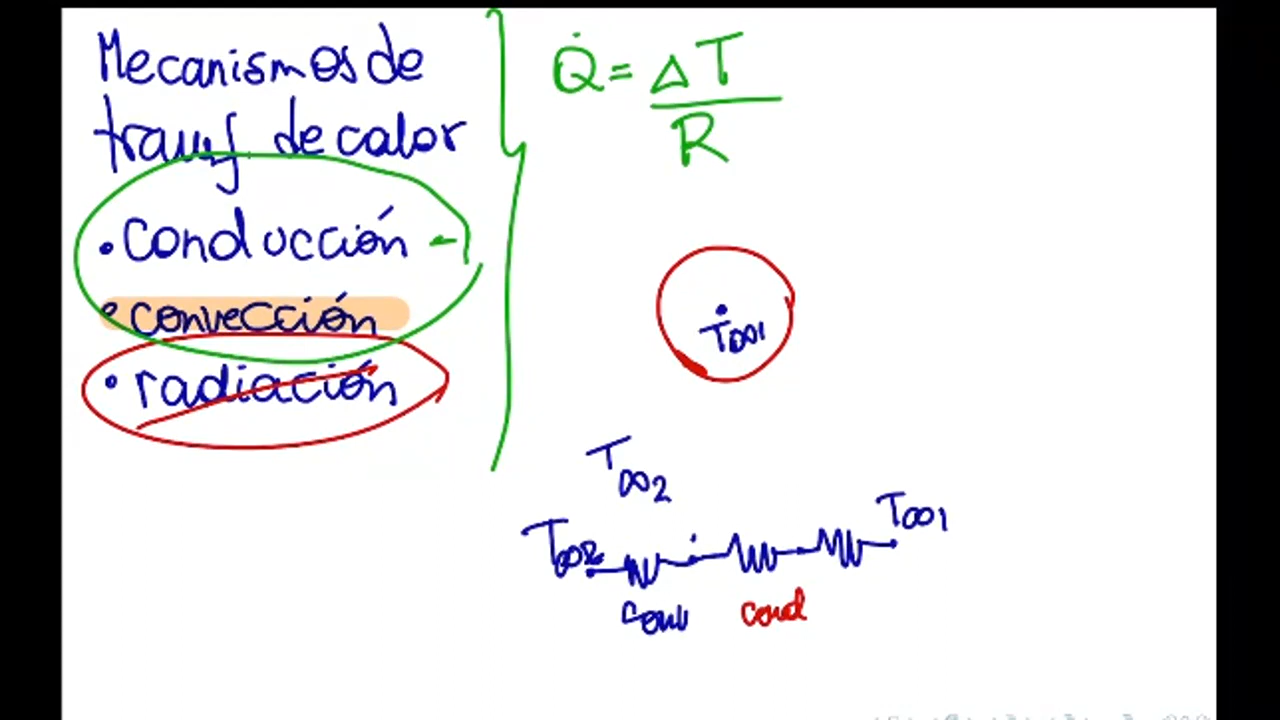 Mecanismos de
transf de calor
• conducción
• convección
• radiación
Q̇ = ΔT
R
T∞1
T∞2
T∞2
T∞1
conv
cond